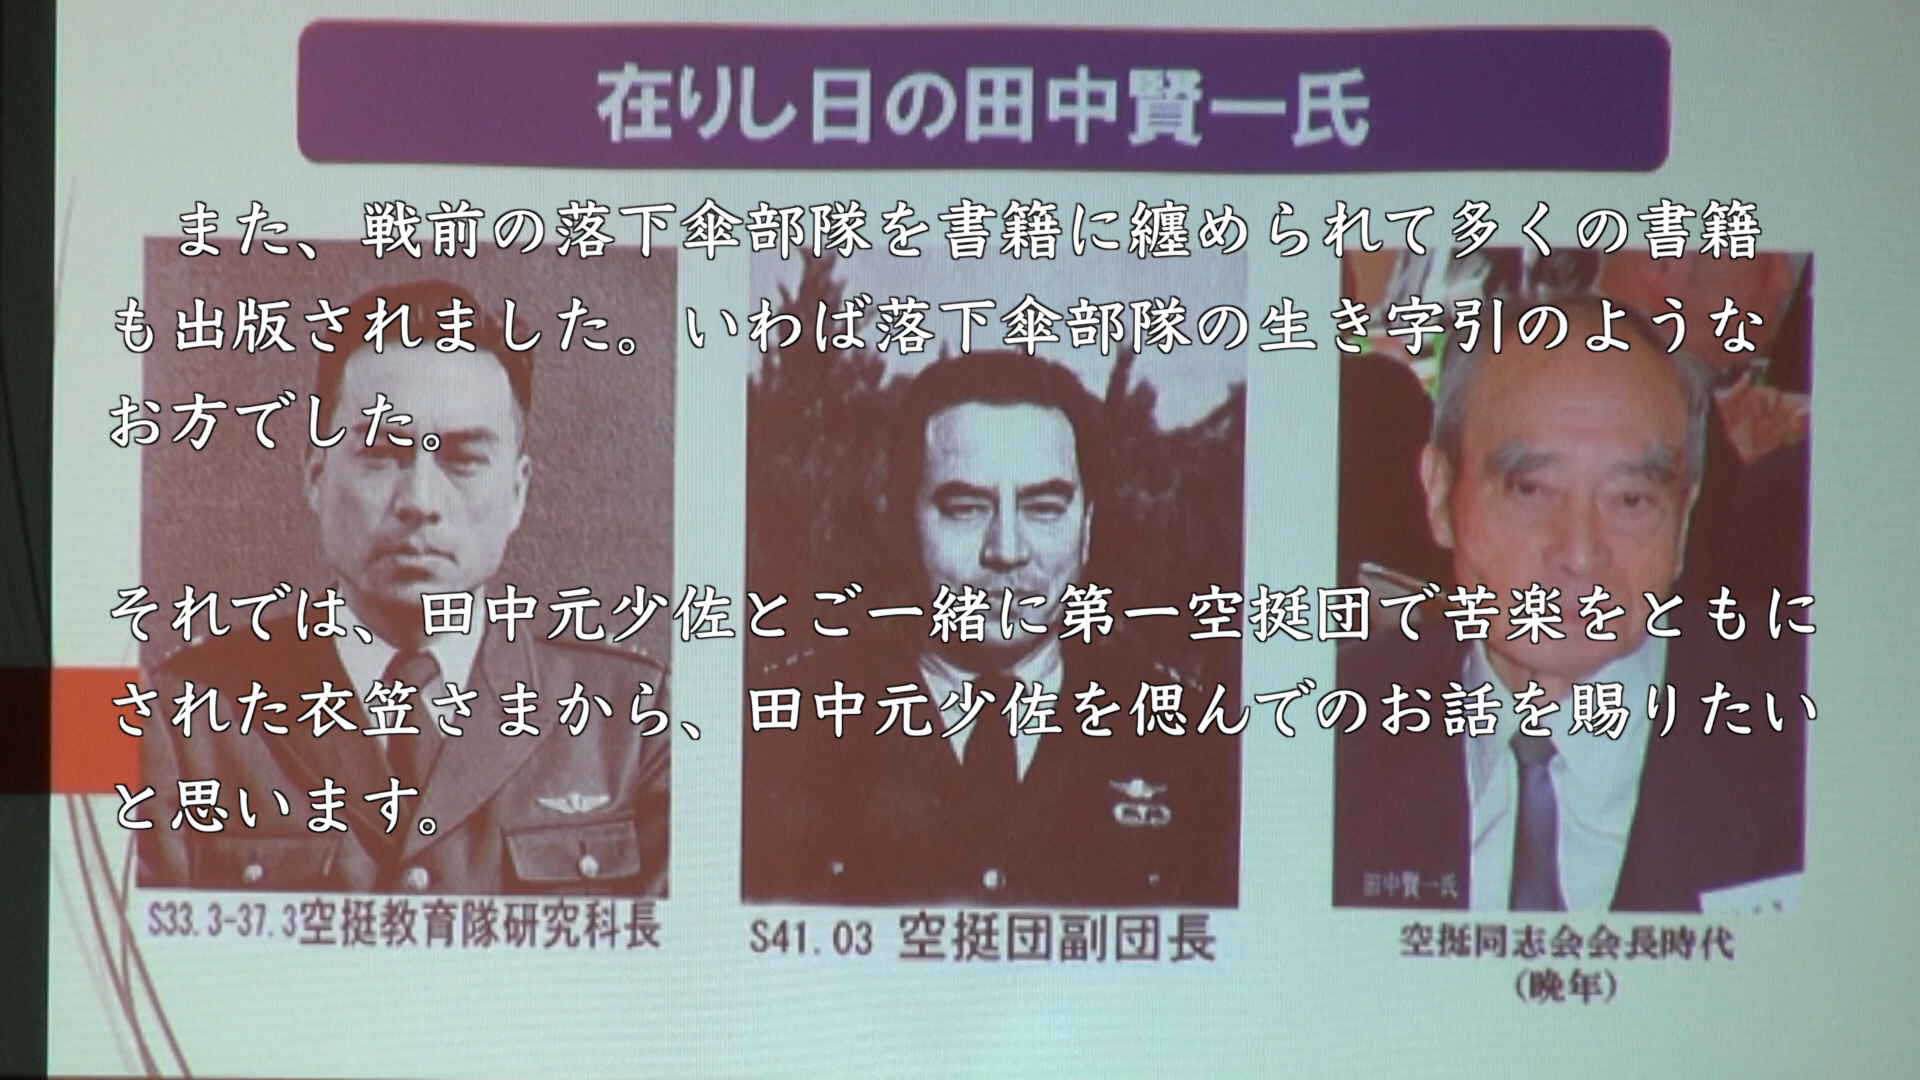 在りし日の田中賢一氏
また、戦前の落下傘部隊を書籍に纏められて多くの書籍
も出版されました。いわば落下傘部隊の生き字引のような
お方でした。
それでは、田中元少佐とご一緒に第一空挺団で苦楽をともに
された衣笠さまから、田中元少佐を偲んでのお話を賜りたい
と思います。
田中賢一氏
S33.3-37.3空挺教育隊研究科長
S41.03 空挺団副団長
空挺同志会会長時代
(晩年)